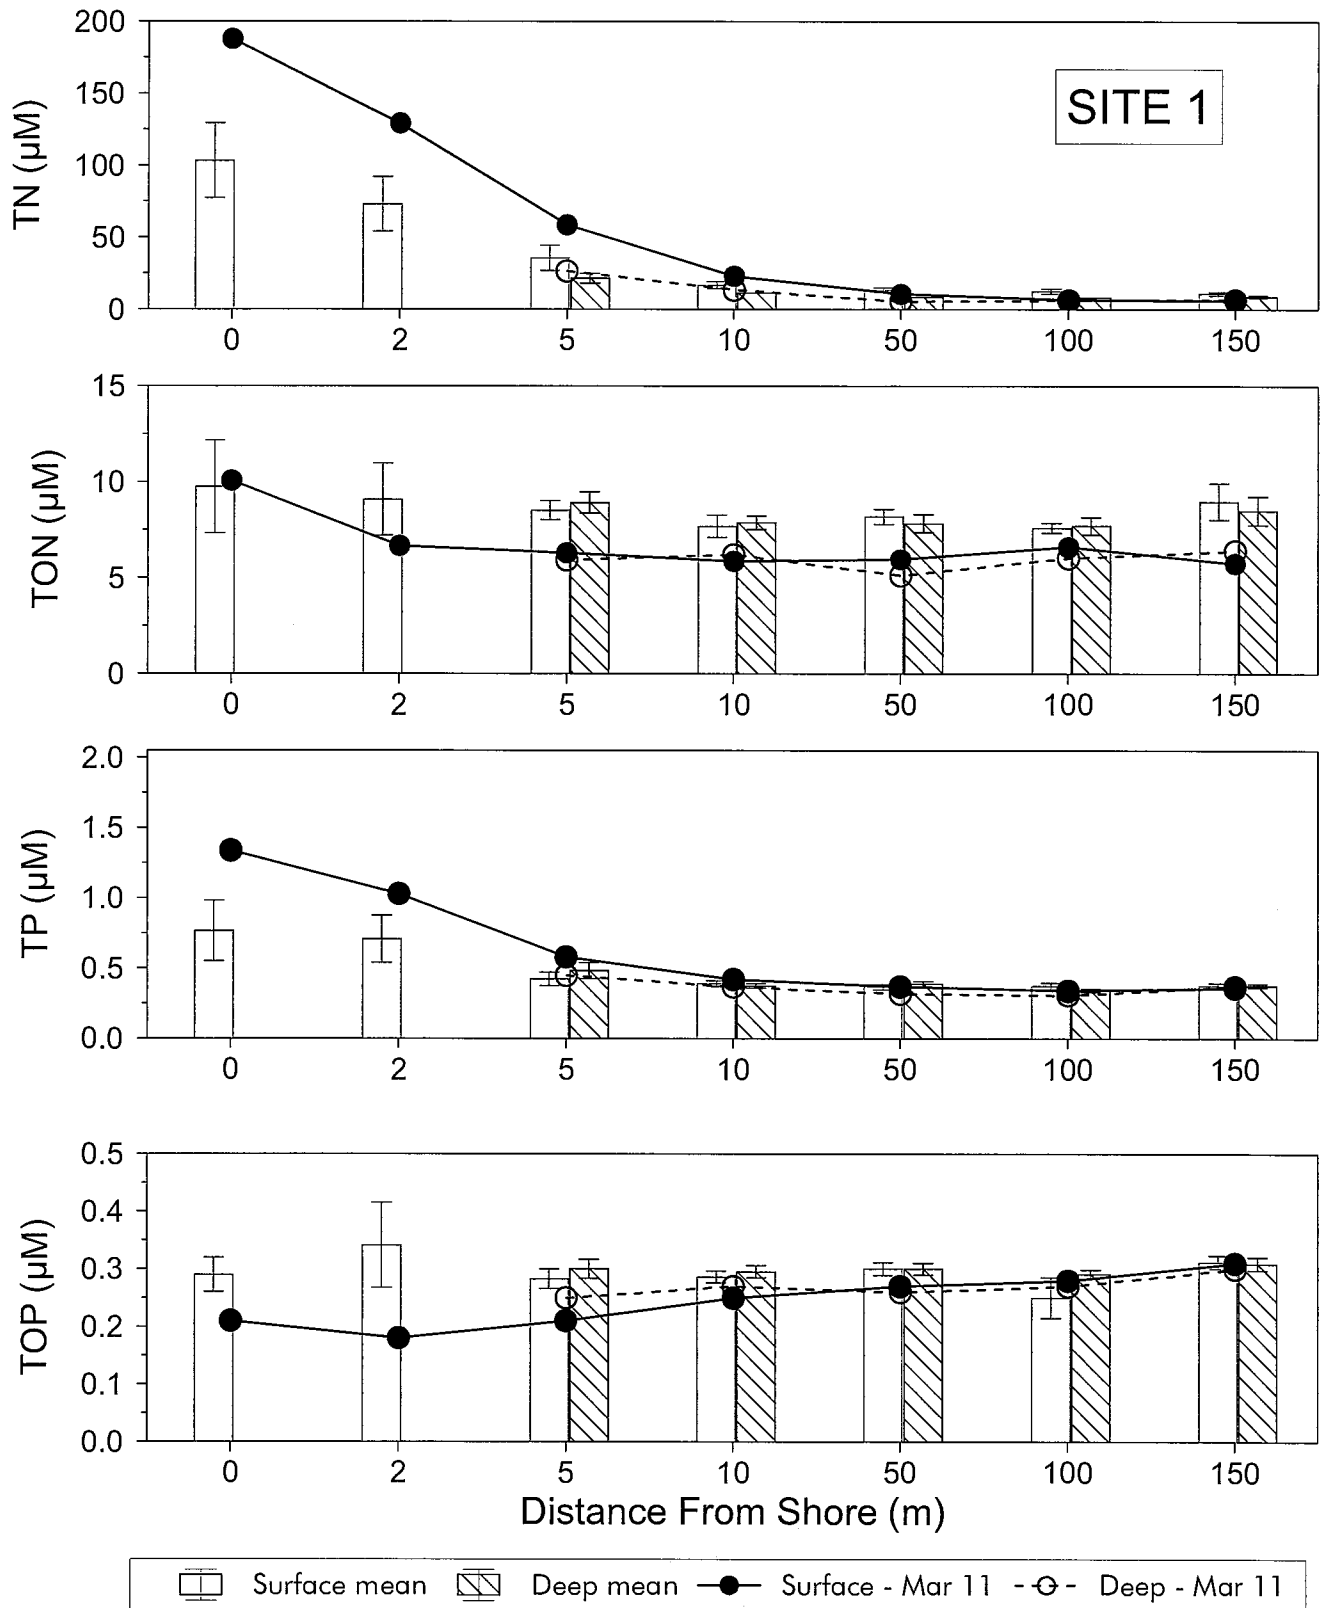 SITE 1
TN (µM)
200
150
100
50
0
0 2 5 10 50 100 150
TON (µM)
15
10
5
0
0 2 5 10 50 100 150
TP (µM)
2.0
1.5
1.0
0.5
0.0
0 2 5 10 50 100 150
TOP (µM)
0.5
0.4
0.3
0.2
0.1
0.0
0 2 5 10 50 100 150
Distance From Shore (m)
Surface mean Deep mean Surface - Mar 11 Deep - Mar 11